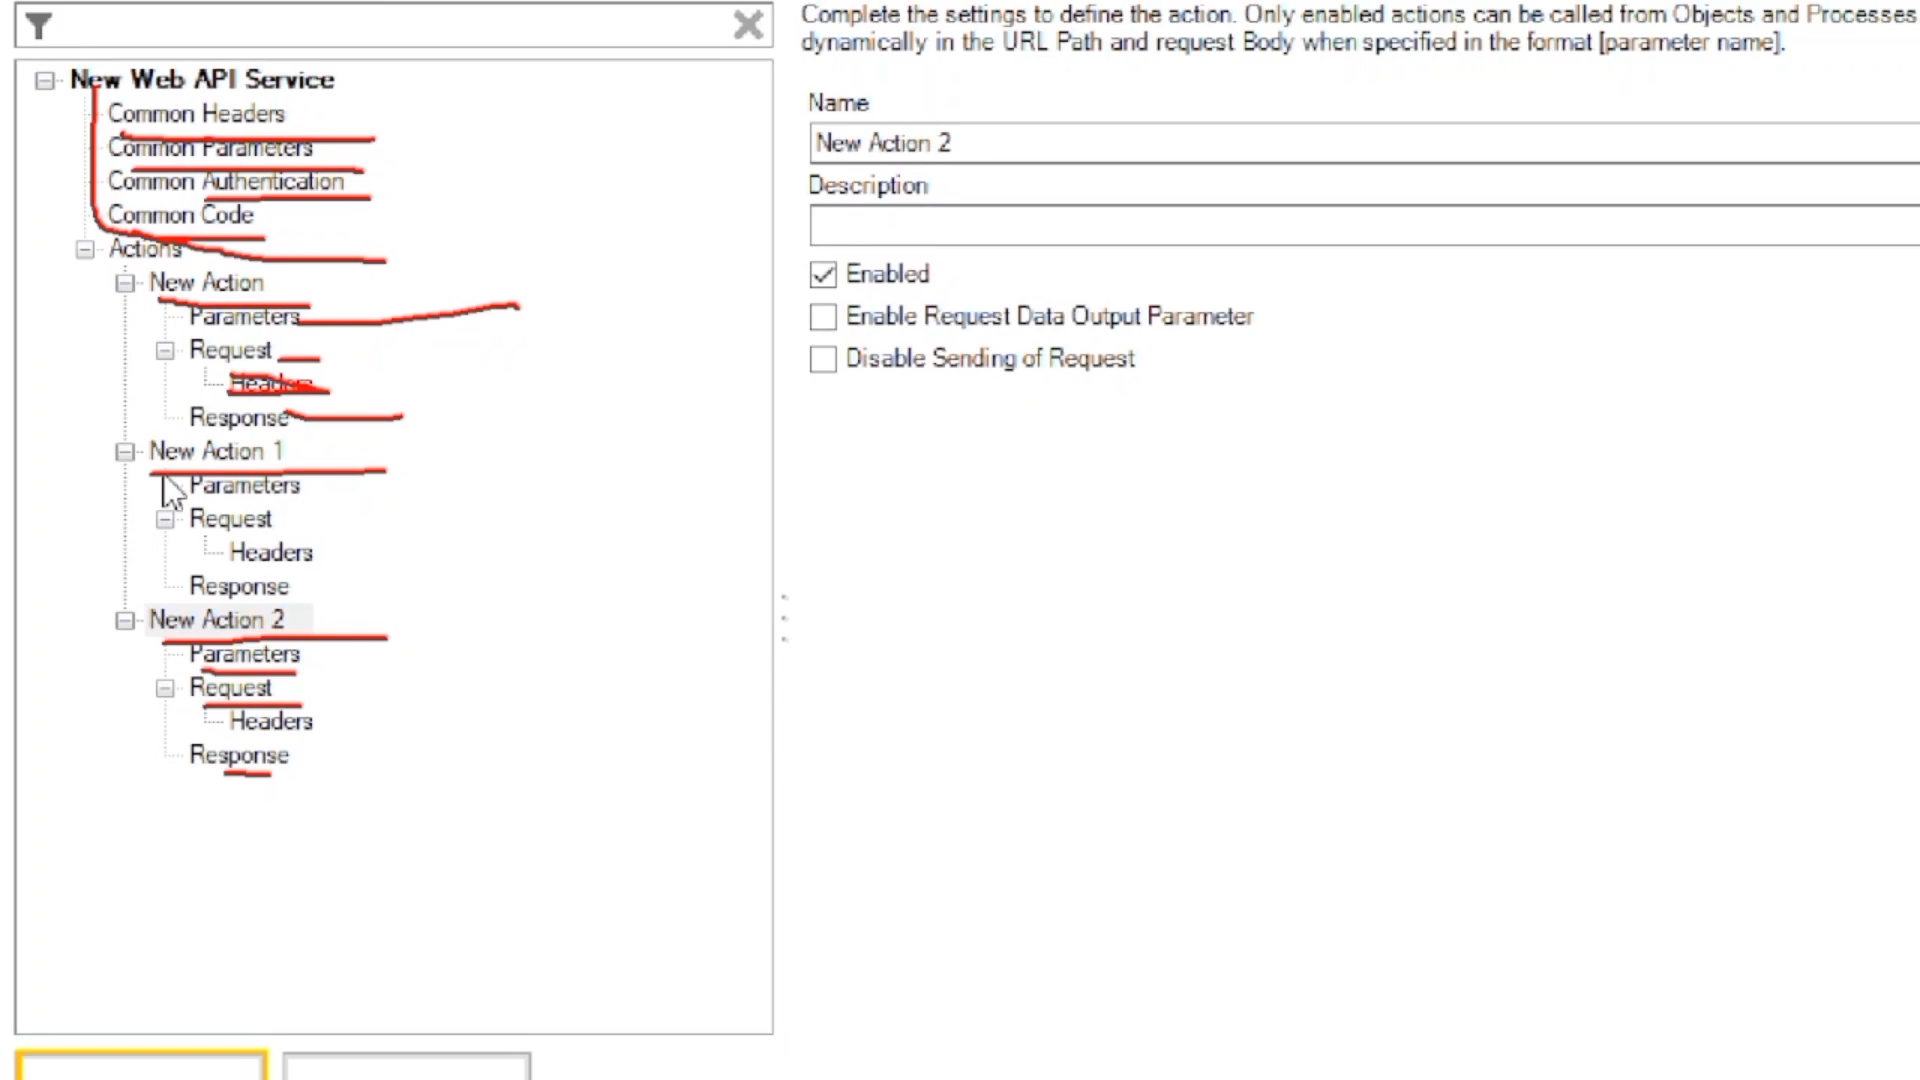 New Web API Service
Common Headers
Common Parameters
Common Authentication
Common Code
Actions
New Action
Parameters
Request
Headers
Response
New Action 1
Parameters
Request
Headers
Response
New Action 2
Parameters
Request
Headers
Response
Complete the settings to define the action. Only enabled actions can be called from Objects and Processes
dynamically in the URL Path and request Body when specified in the format [parameter name].
Name
New Action 2
Description
Enabled
Enable Request Data Output Parameter
Disable Sending of Request